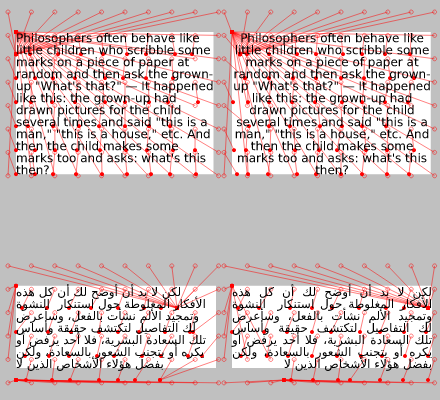 Philosophers often behave like
little children who scribble some
marks on a piece of paper at
random and then ask the grown-
up "What's that?" — It happened
like this: the grown-up had
drawn pictures for the child
several times and said "this is a
man," "this is a house," etc. And
then the child makes some
marks too and asks: what's this
then?
Philosophers often behave like
little children who scribble some
marks on a piece of paper at
random and then ask the grown-
up "What's that?" — It happened
like this: the grown-up had
drawn pictures for the child
several times and said "this is a
man," "this is a house," etc. And
then the child makes some
marks too and asks: what's this
then?
لكن لا بد أن أوضح لك أن كل هذه
الأفكار المغلوطة حول استنكار النشوة
وتمجيد الألم نشأت بالفعل، وسأعرض
لك التفاصيل لتكتشف حقيقة وأساس
تلك السعادة البشرية، فلا أحد يرفض أو
يكره أو يتجنب الشعور بالسعادة، ولكن
بفضل هؤلاء الأشخاص الذين لا
لكن لا بد أن أوضح لك أن كل هذه
الأفكار المغلوطة حول استنكار النشوة
وتمجيد الألم نشأت بالفعل، وسأعرض
لك التفاصيل لتكتشف حقيقة وأساس
تلك السعادة البشرية، فلا أحد يرفض أو
يكره أو يتجنب الشعور بالسعادة، ولكن
بفضل هؤلاء الأشخاص الذين لا